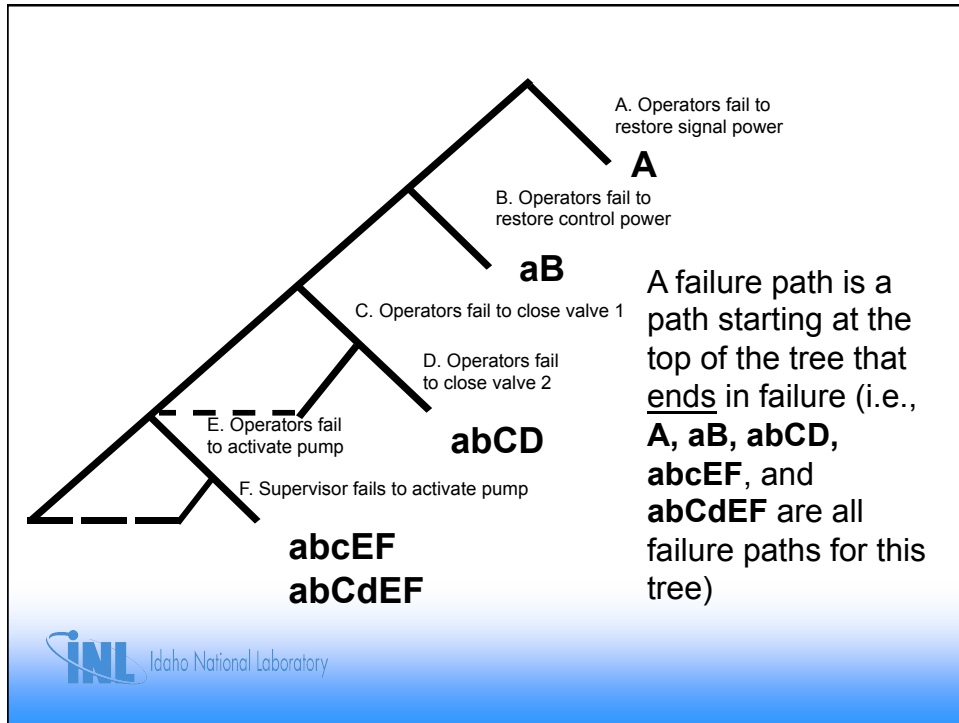 A. Operators fail to
restore signal power
A
B. Operators fail to
restore control power
aB
C. Operators fail to close valve 1
D. Operators fail
to close valve 2
abCD
E. Operators fail
to activate pump
F. Supervisor fails to activate pump
abcEF
abCdEF
A failure path is a
path starting at the
top of the tree that
ends in failure (i.e.,
A, aB, abCD,
abcEF, and
abCdEF are all
failure paths for this
tree)
INL Idaho National Laboratory